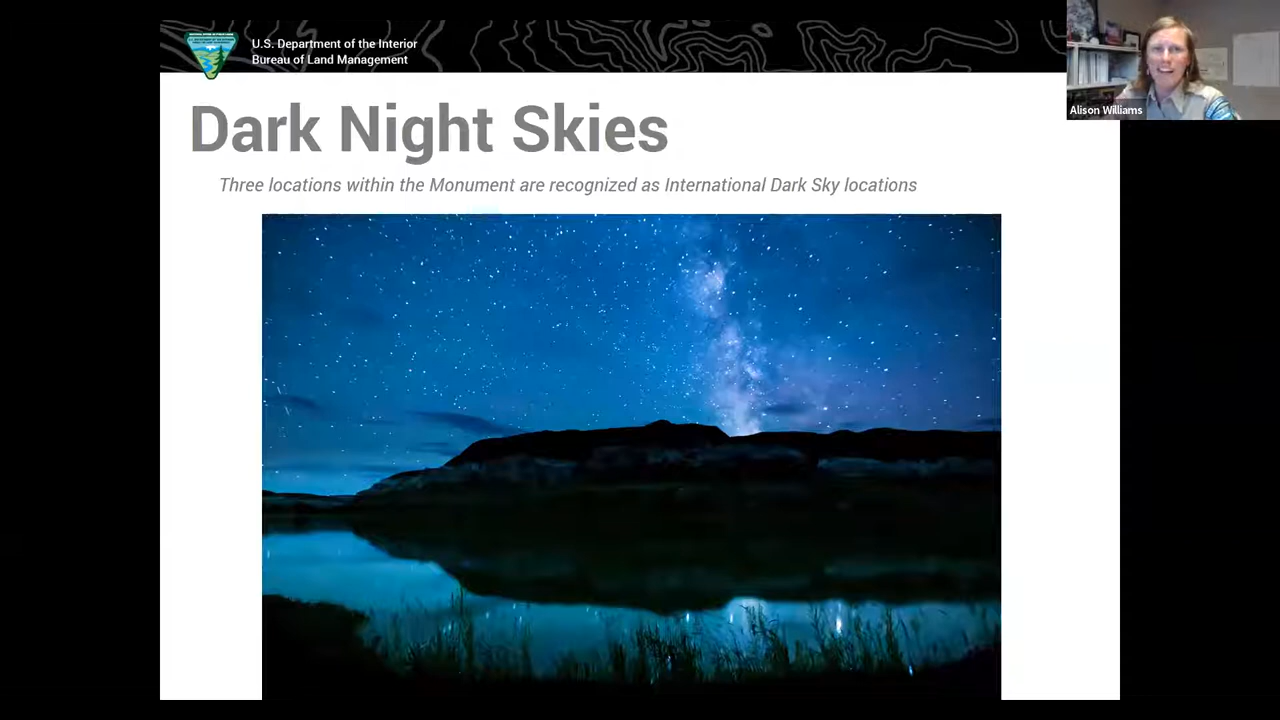 U.S. Department of the Interior
Bureau of Land Management
Alison Williams
Dark Night Skies
Three locations within the Monument are recognized as International Dark Sky locations